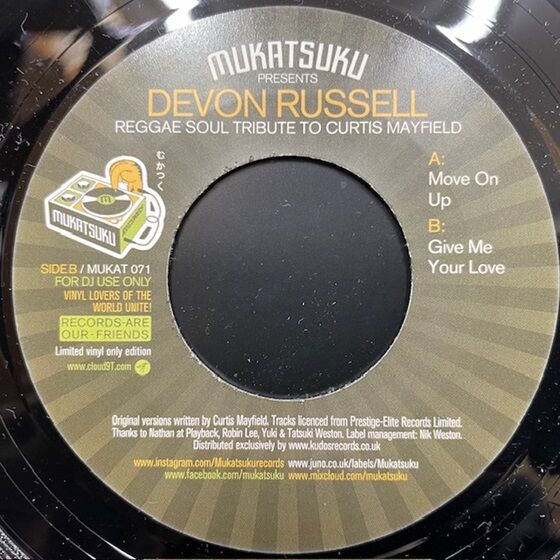 MUKATSUKU
PRESENTS
DEVON RUSSELL
REGGAE SOUL TRIBUTE TO CURTIS MAYFIELD
むかつく
MUKATSUKU
RECORDS
m
A:
Move On
Up
B:
Give Me
Your Love
SIDE B / MUKAT 071
FOR DJ USE ONLY
VINYL LOVERS OF THE
WORLD UNITE!
RECORDS-ARE
OUR-FRIENDS
Limited vinyl only edition
www.cloud9T.com
Original versions written by Curtis Mayfield. Tracks licenced from Prestige-Elite Records Limited.
Thanks to Nathan at Playback, Robin Lee, Yuki & Tatsuki Weston. Label management: Nik Weston.
Distributed exclusively by www.kudosrecords.co.uk
www.instagram.com/Mukatsukurecords www.juno.co.uk/labels/Mukatsuku
www.facebook.com/mukatsuku www.mixcloud.com/mukatsuku